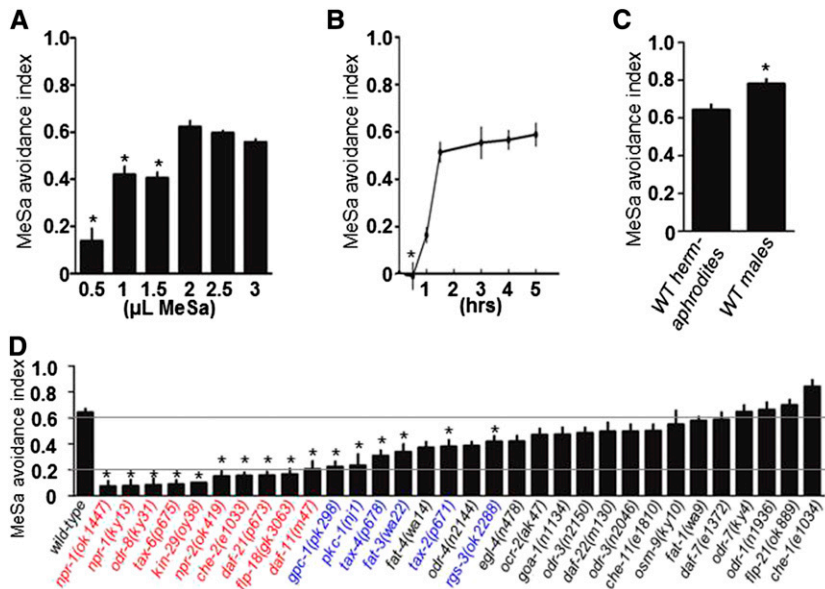 A
MeSa avoidance index
1.0
0.8
0.6
0.4
0.2
0
* * *
0.5 1 1.5 2 2.5 3
(µL MeSa)
B
MeSa avoidance index
1.0
0.8
0.6
0.4
0.2
0
*
1 2 3 4 5
(hrs)
C
MeSa avoidance index
1.0
0.8
0.6
0.4
0.2
0
*
WT herm-
aphrodites
WT males
D
MeSa avoidance index
1.0
0.8
0.6
0.4
0.2
0
* * * * * * * * * * * * * * * *
wild-type
npr-1(ok1447)
npr-1(ky13)
odr-8(Ky31)
tax-6(p675)
kin-29(oy38)
npr-2(ok419)
che-2(e1033)
daf-21(p673)
flp-18(gk3063)
daf-11(m47)
gpc-1(pk298)
pkc-1(nj1)
tax-4(p678)
fat-3(wa22)
fat-4(wa14)
tax-2(p671)
odr-4(n2144)
rgs-3(ok2288)
egl-4(n478)
ocr-2(ak47)
goa-1(n1134)
odr-3(n2150)
daf-22(m130)
odr-3(n2046)
che-11(e1810)
osm-9(ky10)
fat-1(wa9)
daf-7(e1372)
odr-7(ky4)
odr-1(n1936)
flp-21(ok889)
che-1(e1034)